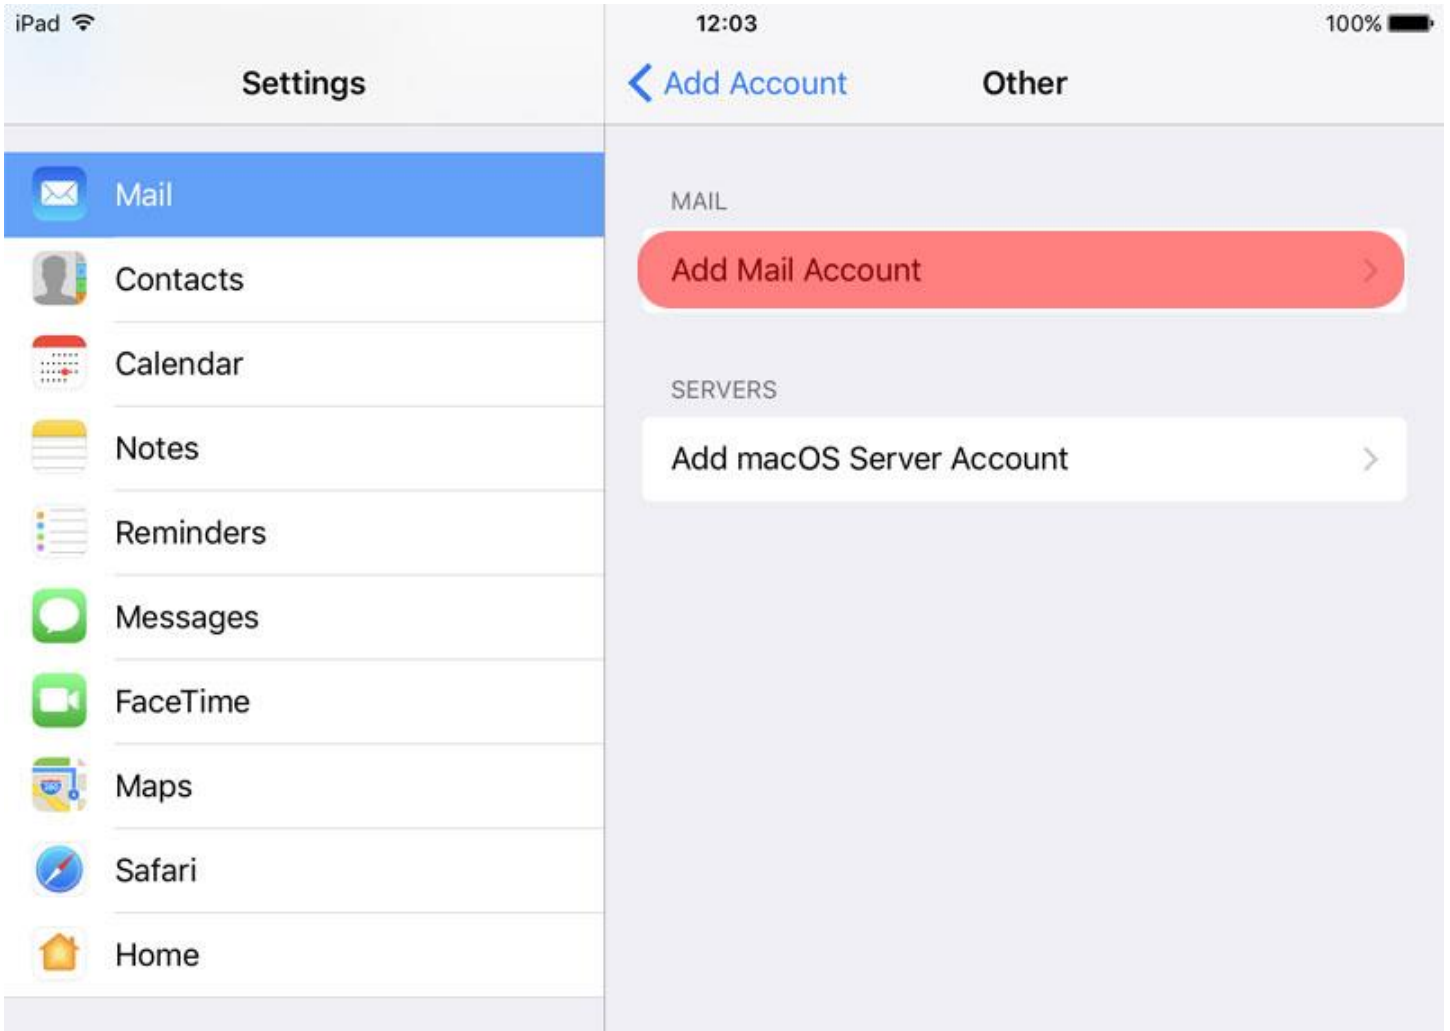 iPad
12:03
100%
Settings
Add Account
Other
Mail
Contacts
Calendar
Notes
Reminders
Messages
FaceTime
Maps
Safari
Home
MAIL
Add Mail Account
SERVERS
Add macOS Server Account